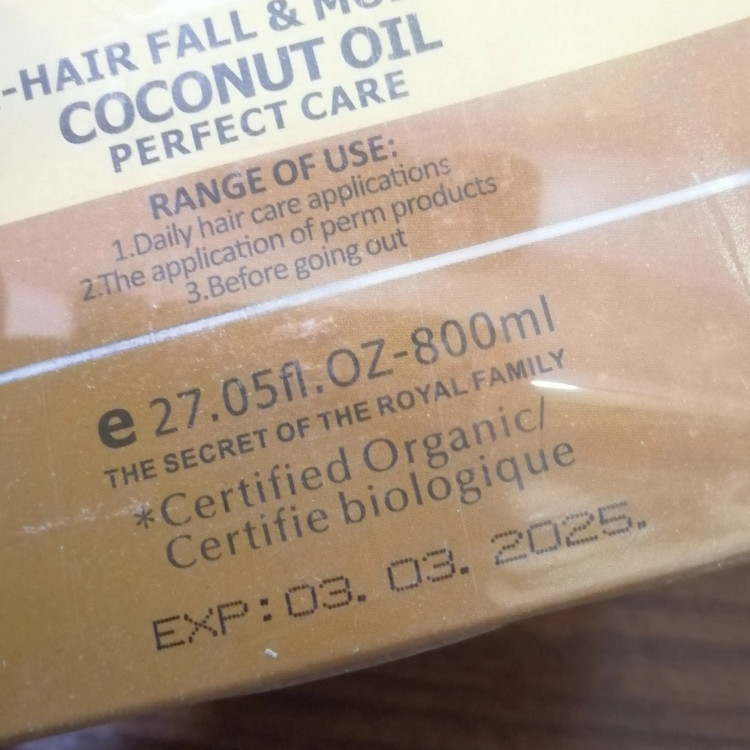 -HAIR FALL &
COCONUT OIL
PERFECT CARE
RANGE OF USE:
1.Daily hair care applications
2.The application of perm products
3.Before going out
e 27.05fl.OZ-800ml
THE SECRET OF THE ROYAL FAMILY
*Certified Organic/
Certifie biologique
EXP:03. 03. 2025.